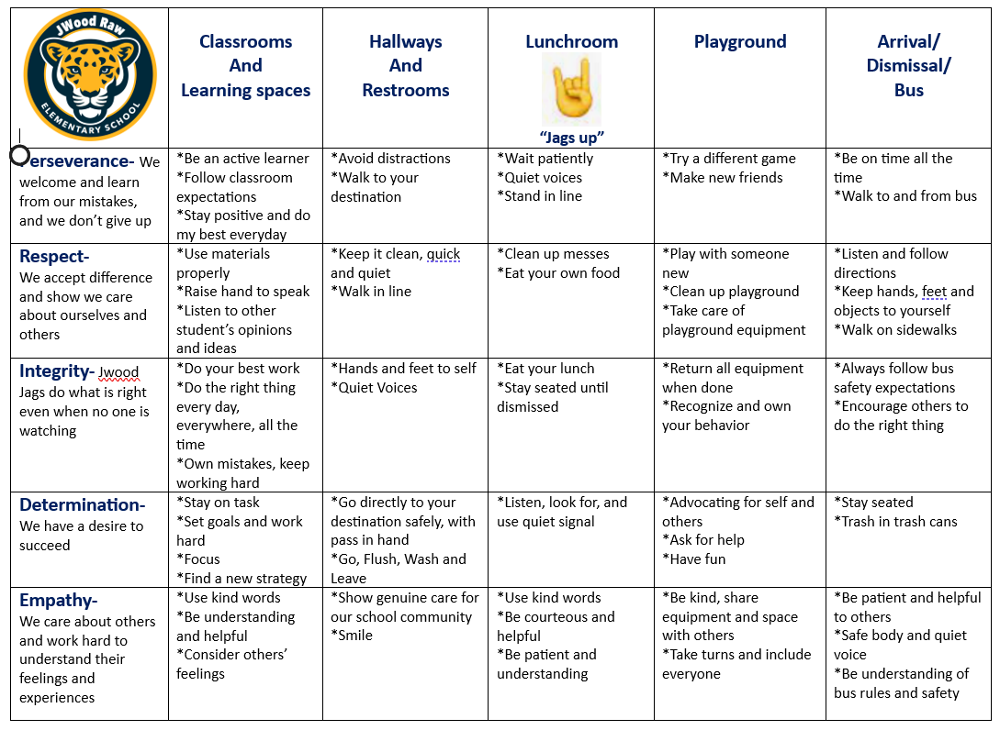 JWood Raw
ELEMENTARY SCHOOL
Classrooms
And
Learning spaces
Hallways
And
Restrooms
Lunchroom
“Jags up”
Playground
Arrival/
Dismissal/
Bus
Perseverance- We
welcome and learn
from our mistakes,
and we don’t give up
*Be an active learner
*Follow classroom
expectations
*Stay positive and do
my best everyday
*Avoid distractions
*Walk to your
destination
*Wait patiently
*Quiet voices
*Stand in line
*Try a different game
*Make new friends
*Be on time all the
time
*Walk to and from bus
Respect-
We accept difference
and show we care
about ourselves and
others
*Use materials
properly
*Raise hand to speak
*Listen to other
student’s opinions
and ideas
*Keep it clean, quick
and quiet
*Walk in line
*Clean up messes
*Eat your own food
*Play with someone
new
*Clean up playground
*Take care of
playground equipment
*Listen and follow
directions
*Keep hands, feet and
objects to yourself
*Walk on sidewalks
Integrity- Jwood
Jags do what is right
even when no one is
watching
*Do your best work
*Do the right thing
every day,
everywhere, all the
time
*Own mistakes, keep
working hard
*Hands and feet to self
*Quiet Voices
*Eat your lunch
*Stay seated until
dismissed
*Return all equipment
when done
*Recognize and own
your behavior
*Always follow bus
safety expectations
*Encourage others to
do the right thing
Determination-
We have a desire to
succeed
*Stay on task
*Set goals and work
hard
*Focus
*Find a new strategy
*Go directly to your
destination safely, with
pass in hand
*Go, Flush, Wash and
Leave
*Listen, look for, and
use quiet signal
*Advocating for self and
others
*Ask for help
*Have fun
*Stay seated
*Trash in trash cans
Empathy-
We care about others
and work hard to
understand their
feelings and
experiences
*Use kind words
*Be understanding
and helpful
*Consider others’
feelings
*Show genuine care for
our school community
*Smile
*Use kind words
*Be courteous and
helpful
*Be patient and
understanding
*Be kind, share
equipment and space
with others
*Take turns and include
everyone
*Be patient and helpful
to others
*Safe body and quiet
voice
*Be understanding of
bus rules and safety